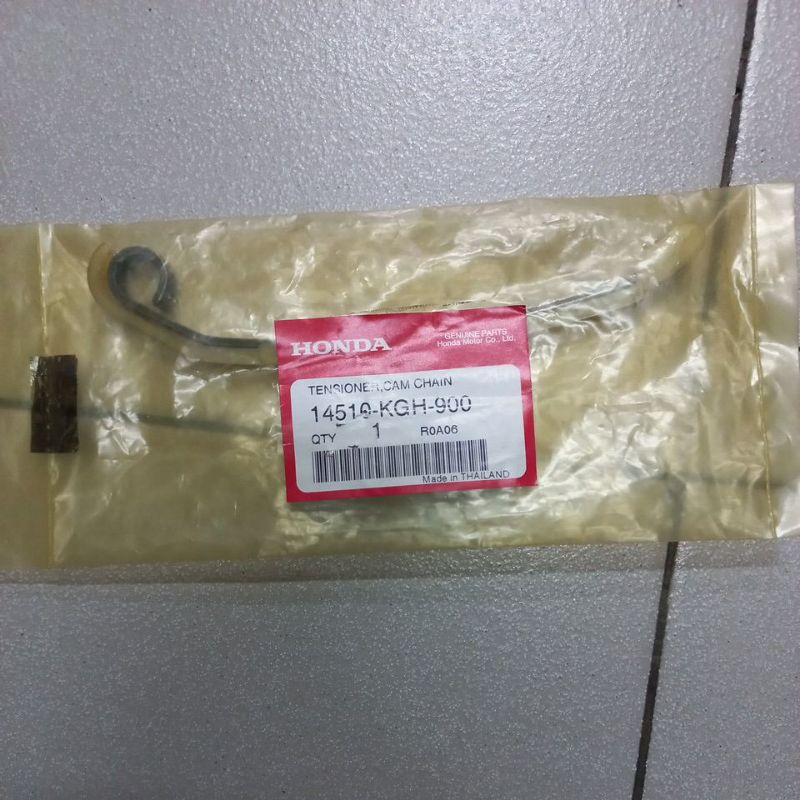 HONDA
GENUINE PARTS
Honda Motor Co., Ltd.
TENSIONER,CAM CHAIN
14510-KGH-900
QTY 1 R0A06
Made in THAILAND